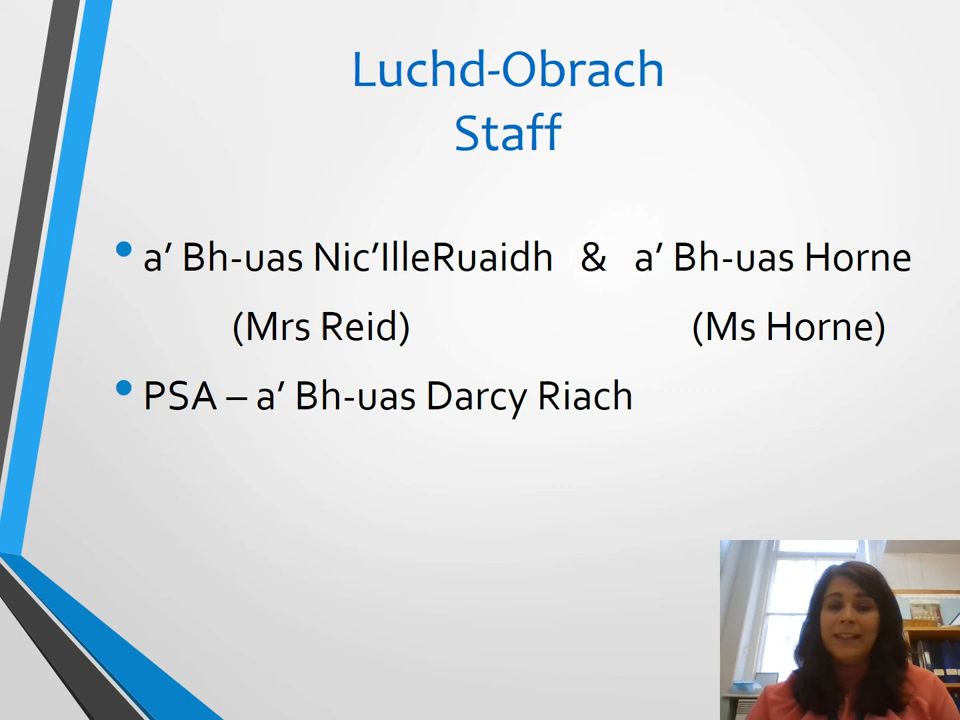 Luchd-Obrach
Staff
• a’ Bh-uas Nic’IlleRuaidh & a’ Bh-uas Horne
(Mrs Reid) (Ms Horne)
• PSA – a’ Bh-uas Darcy Riach